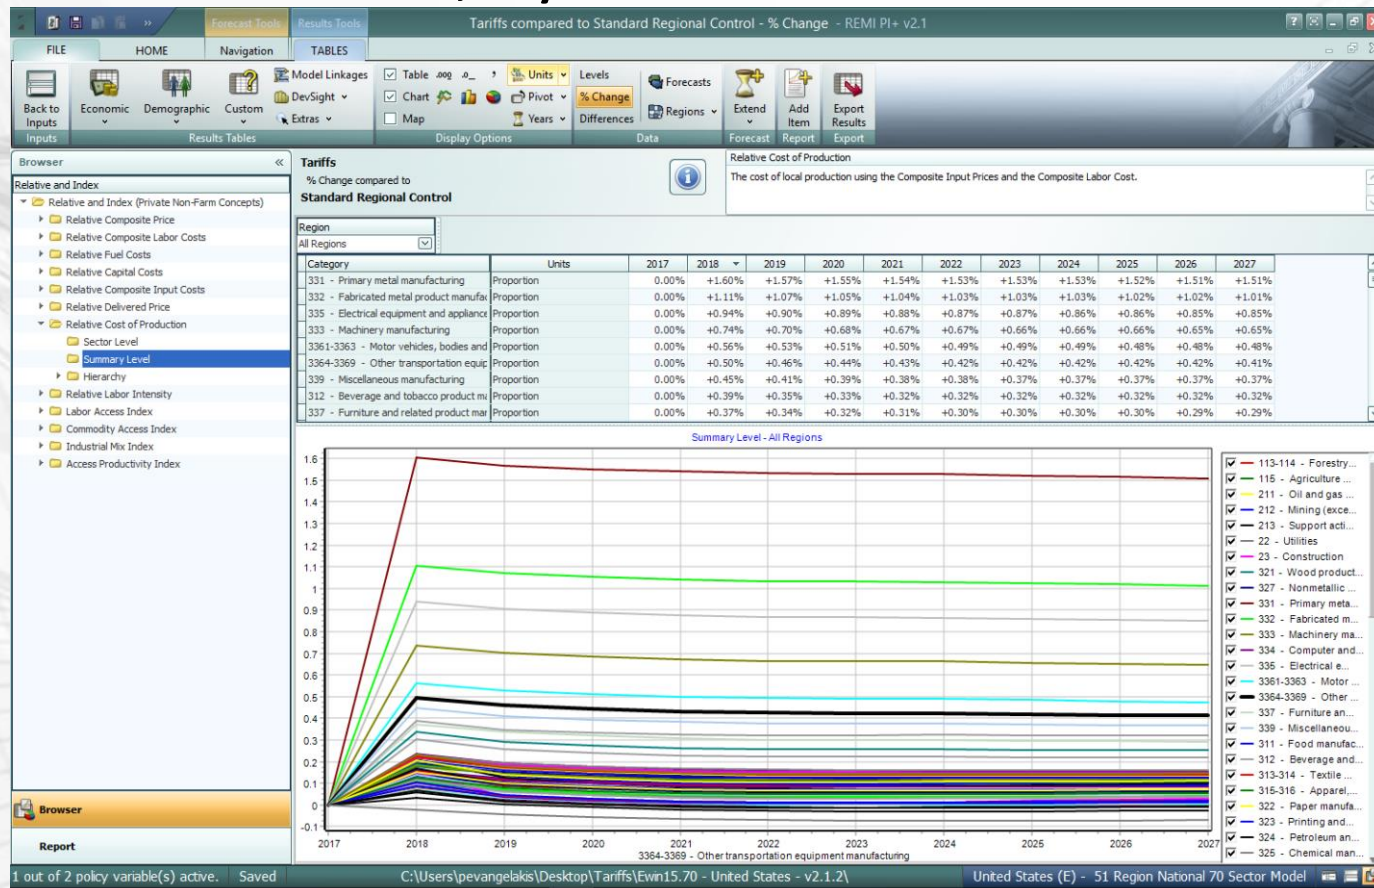 Tariffs compared to Standard Regional Control - % Change - REMI PI+ v2.1
Forecast Tools Results Tools
FILE HOME Navigation TABLES
Back to Inputs
Economic
Demographic
Custom
Model Linkages
DevSight
Extras
Table .000 .0_ ,
Chart
Map
Units
Pivot
Years
Levels
% Change
Differences
Forecasts
Regions
Extend
Add Item
Export Results
Inputs Results Tables Display Options Data Forecast Report Export
Browser «
Relative and Index
Relative and Index (Private Non-Farm Concepts)
Relative Composite Price
Relative Composite Labor Costs
Relative Fuel Costs
Relative Capital Costs
Relative Composite Input Costs
Relative Delivered Price
Relative Cost of Production
Sector Level
Summary Level
Hierarchy
Relative Labor Intensity
Labor Access Index
Commodity Access Index
Industrial Mix Index
Access Productivity Index
Browser
Report
Tariffs
% Change compared to
Standard Regional Control
Relative Cost of Production
The cost of local production using the Composite Input Prices and the Composite Labor Cost.
Region
All Regions
Category Units 2017 2018 2019 2020 2021 2022 2023 2024 2025 2026 2027
331 - Primary metal manufacturing Proportion 0.00% +1.60% +1.57% +1.55% +1.54% +1.53% +1.53% +1.53% +1.52% +1.51% +1.51%
332 - Fabricated metal product manufac Proportion 0.00% +1.11% +1.07% +1.05% +1.04% +1.03% +1.03% +1.03% +1.02% +1.02% +1.01%
335 - Electrical equipment and appliance Proportion 0.00% +0.94% +0.90% +0.89% +0.88% +0.87% +0.87% +0.86% +0.86% +0.85% +0.85%
333 - Machinery manufacturing Proportion 0.00% +0.74% +0.70% +0.68% +0.67% +0.67% +0.66% +0.66% +0.66% +0.65% +0.65%
3361-3363 - Motor vehicles, bodies and Proportion 0.00% +0.56% +0.53% +0.51% +0.50% +0.49% +0.49% +0.49% +0.48% +0.48% +0.48%
3364-3369 - Other transportation equip Proportion 0.00% +0.50% +0.46% +0.44% +0.43% +0.42% +0.42% +0.42% +0.42% +0.42% +0.41%
339 - Miscellaneous manufacturing Proportion 0.00% +0.45% +0.41% +0.39% +0.38% +0.38% +0.37% +0.37% +0.37% +0.37% +0.37%
312 - Beverage and tobacco product ma Proportion 0.00% +0.39% +0.35% +0.33% +0.32% +0.32% +0.32% +0.32% +0.32% +0.32% +0.32%
337 - Furniture and related product mar Proportion 0.00% +0.37% +0.34% +0.32% +0.31% +0.30% +0.30% +0.30% +0.30% +0.29% +0.29%
Summary Level - All Regions
1.6
1.5
1.4
1.3
1.2
1.1
1
0.9
0.8
0.7
0.6
0.5
0.4
0.3
0.2
0.1
0
-0.1
2017 2018 2019 2020 2021 2022 2023 2024 2025 2026 2027
3364-3369 - Other transportation equipment manufacturing
113-114 - Forestry...
115 - Agriculture ...
211 - Oil and gas ...
212 - Mining (exce...
213 - Support acti...
22 - Utilities
23 - Construction
321 - Wood product...
327 - Nonmetallic ...
331 - Primary meta...
332 - Fabricated m...
333 - Machinery ma...
334 - Computer and...
335 - Electrical e...
3361-3363 - Motor ...
3364-3369 - Other ...
337 - Furniture an...
339 - Miscellaneou...
311 - Food manufac...
312 - Beverage and...
313-314 - Textile ...
315-316 - Apparel,...
322 - Paper manufa...
323 - Printing and...
324 - Petroleum an...
325 - Chemical man...
1 out of 2 policy variable(s) active. Saved C:\Users\pevangelakis\Desktop\Tariffs\Ewin15.70 - United States - v2.1.2\ United States (E) - 51 Region National 70 Sector Model